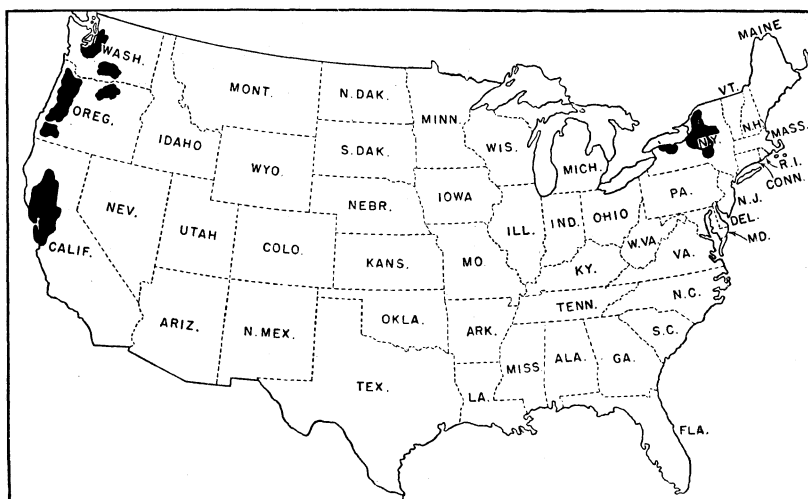 MAINE
WASH.
VT.
MONT.
N.DAK.
MINN.
N.H.
MASS.
OREG.
N.Y.
IDAHO
S.DAK.
WIS.
MICH.
R.I.
CONN.
WYO.
IOWA
PA.
N.J.
NEV.
NEBR.
ILL.
IND.
OHIO
DEL.
UTAH
COLO.
W.VA.
MD.
CALIF.
KANS.
MO.
KY.
VA.
ARIZ.
N.MEX.
OKLA.
ARK.
TENN.
N.C.
S.C.
TEX.
MISS
ALA.
GA.
LA.
FLA.